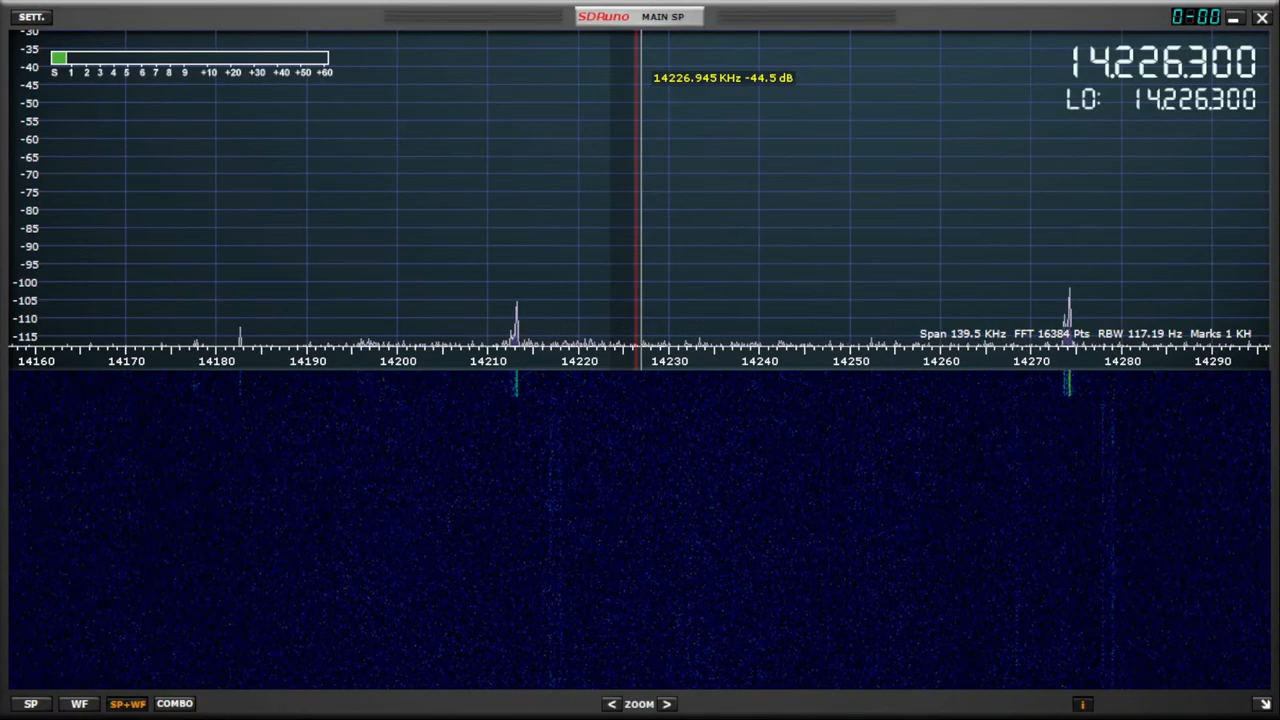 SETT.
SDRuno MAIN SP
0-00
-30
-35
-40
-45
-50
-55
-60
-65
-70
-75
-80
-85
-90
-95
-100
-105
-110
-115
S 1 2 3 4 5 6 7 8 9 +10 +20 +30 +40 +60
14226.945 KHz -44.5 dB
14.226.300
LO: 14.226.300
Span 139.5 KHz FFT 16384 Pts RBW 117.19 Hz Marks 1 KH
14160 14170 14180 14190 14200 14210 14220 14230 14240 14250 14260 14270 14280 14290
SP WF SP+WF COMBO < ZOOM > i